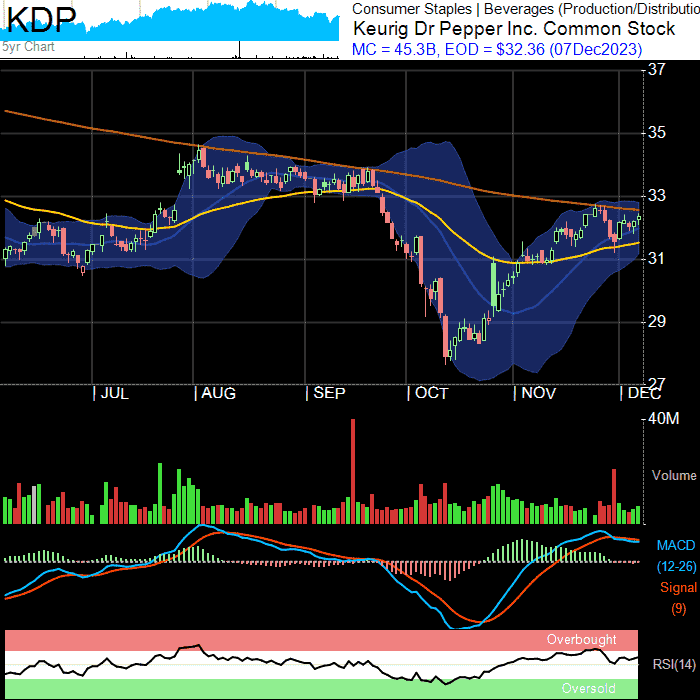 KDP
5yr Chart
Consumer Staples | Beverages (Production/Distributio
Keurig Dr Pepper Inc. Common Stock
MC = 45.3B, EOD = $32.36 (07Dec2023)
37
35
33
31
29
27
| JUL | AUG | SEP | OCT | NOV | DEC
40M
Volume
MACD
(12-26)
Signal
(9)
Overbought
RSI(14)
Oversold